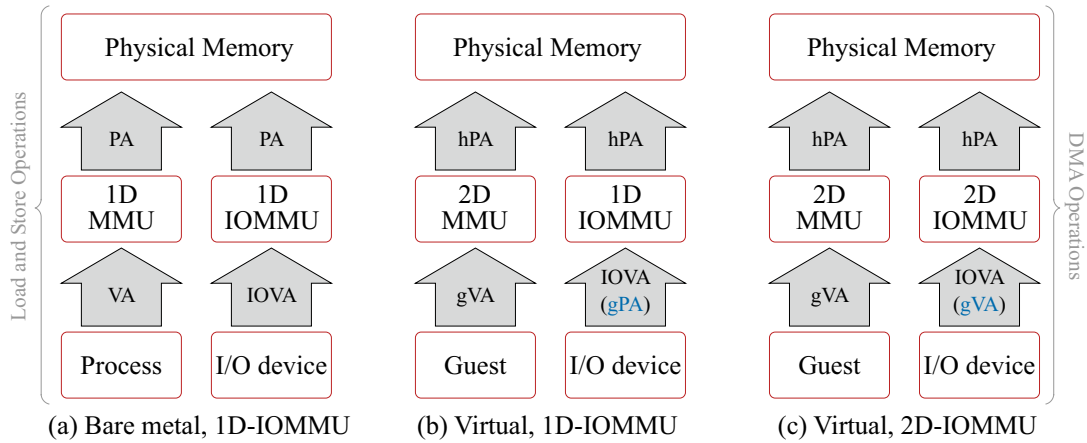 Load and Store Operations
Physical Memory
PA
PA
1D
MMU
1D
IOMMU
VA
IOVA
Process
I/O device
(a) Bare metal, 1D-IOMMU
Physical Memory
hPA
hPA
2D
MMU
1D
IOMMU
gVA
IOVA
(gPA)
Guest
I/O device
(b) Virtual, 1D-IOMMU
Physical Memory
hPA
hPA
2D
MMU
2D
IOMMU
gVA
IOVA
(gVA)
Guest
I/O device
(c) Virtual, 2D-IOMMU
DMA Operations